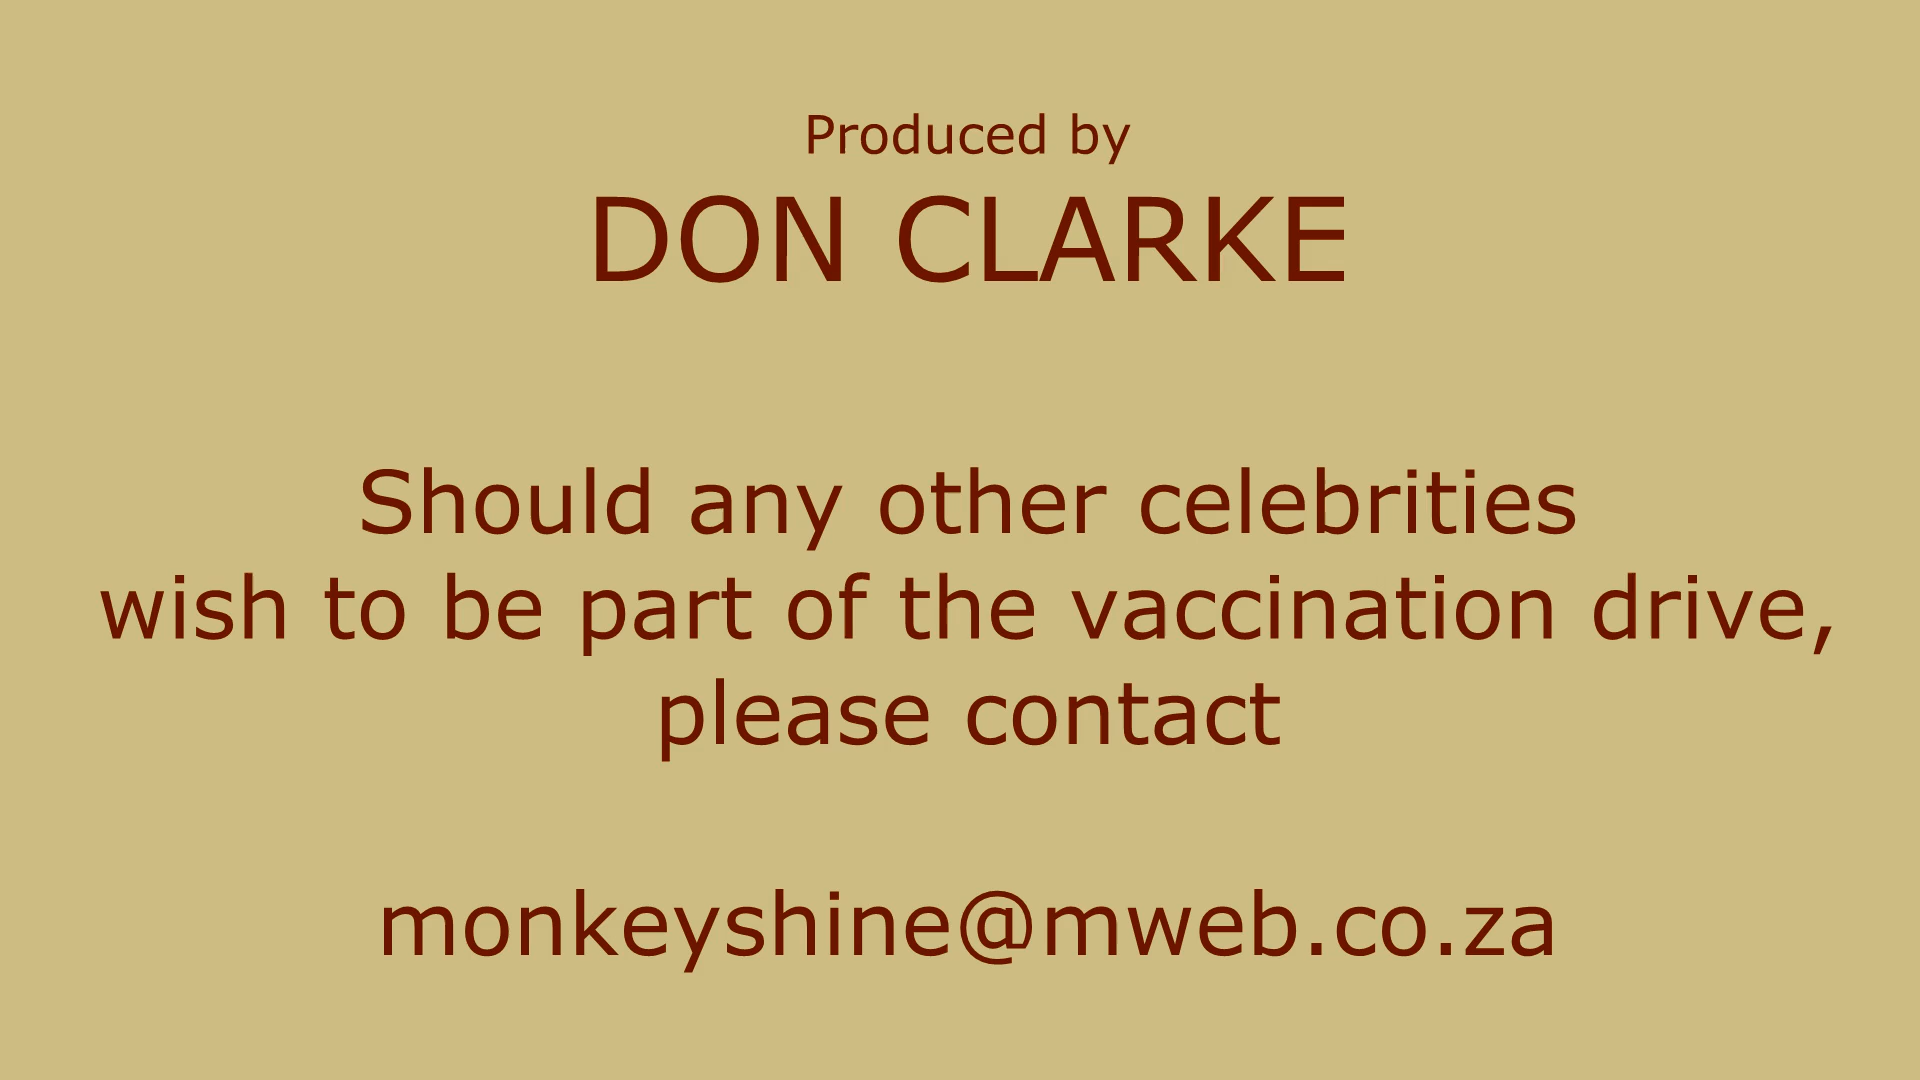 Produced by
DON CLARKE
Should any other celebrities
wish to be part of the vaccination drive,
please contact
monkeyshine@mweb.co.za